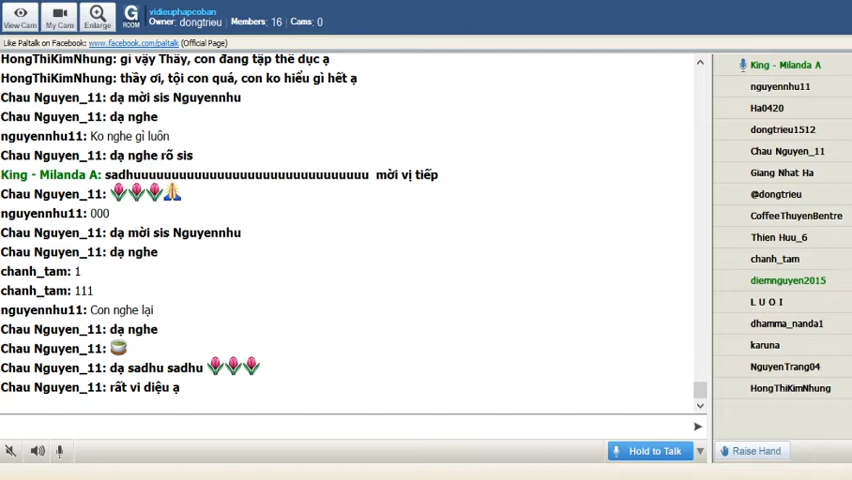 View Cam
My Cam
Enlarge
G
ROOM
vidieuphapcoban
Owner: dongtrieu Members: 16 Cams: 0
Like Paltalk on Facebook: www.facebook.com/paltalk (Official Page)
HongThiKimNhung: gì vậy Thầy, con đang tập thể dục ạ
HongThiKimNhung: thầy ơi, tội con quá, con ko hiểu gì hết ạ
Chau Nguyen_11: dạ mời sis Nguyennhu
Chau Nguyen_11: dạ nghe
nguyennhu11: Ko nghe gì luôn
Chau Nguyen_11: dạ nghe rõ sis
King - Milanda A: sadhuuuuuuuuuuuuuuuuuuuuuuuuuuuuuuu mời vị tiếp
Chau Nguyen_11:
nguyennhu11: 000
Chau Nguyen_11: dạ mời sis Nguyennhu
Chau Nguyen_11: dạ nghe
chanh_tam: 1
chanh_tam: 111
nguyennhu11: Con nghe lại
Chau Nguyen_11: dạ nghe
Chau Nguyen_11:
Chau Nguyen_11: dạ sadhu sadhu
Chau Nguyen_11: rất vi diệu ạ
King - Milanda A
nguyennhu11
Ha0420
dongtrieu1512
Chau Nguyen_11
Giang Nhat Ha
@dongtrieu
CoffeeThuyenBentre
Thien Huu_6
chanh_tam
diemnguyen2015
L U O I
dhamma_nanda1
karuna
NguyenTrang04
HongThiKimNhung
Hold to Talk
Raise Hand